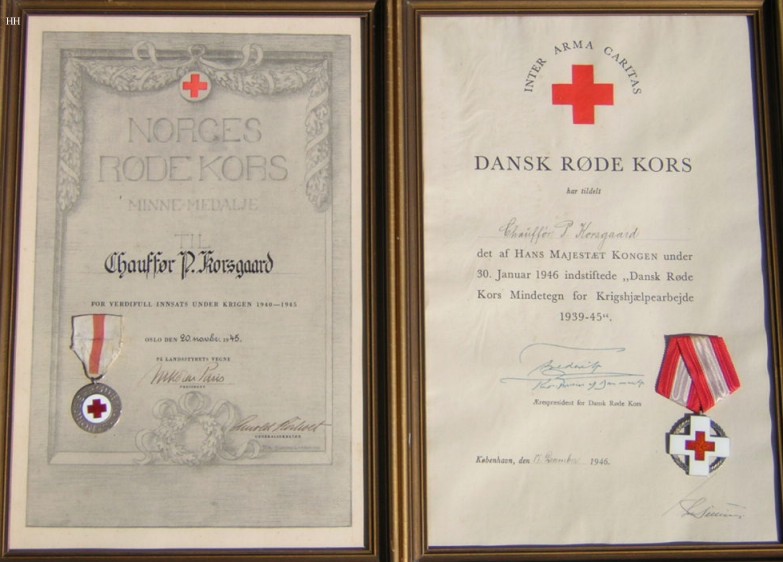 HH
NORGES
RØDE KORS
MINNE-MEDALJE
TIL
Chauffør P. Korsgaard
FOR VERDIFULL INNSATS UNDER KRIGEN 1940—1945
OSLO DEN 20 novbr. 1945.
PÅ LANDSSTYRETS VEGNE
PRESIDENT
GENERALSEKRETÆR
INTER ARMA CARITAS
DANSK RØDE KORS
har tildelt
Chauffør P. Korsgaard
det af HANS MAJESTÆT KONGEN under
30. Januar 1946 indstiftede „Dansk Røde
Kors Mindetegn for Krigshjælpearbejde
1939-45“.
Ærespræsident for Dansk Røde Kors
København, den 1946.